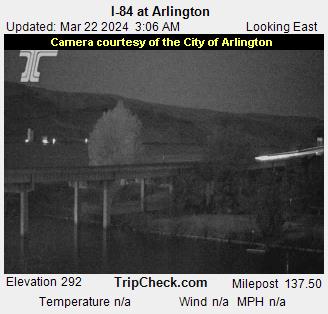 I-84 at Arlington
Updated: Mar 22 2024 3:06 AM Looking East
Camera courtesy of the City of Arlington
Elevation 292 TripCheck.com Milepost 137.50
Temperature n/a Wind n/a MPH n/a